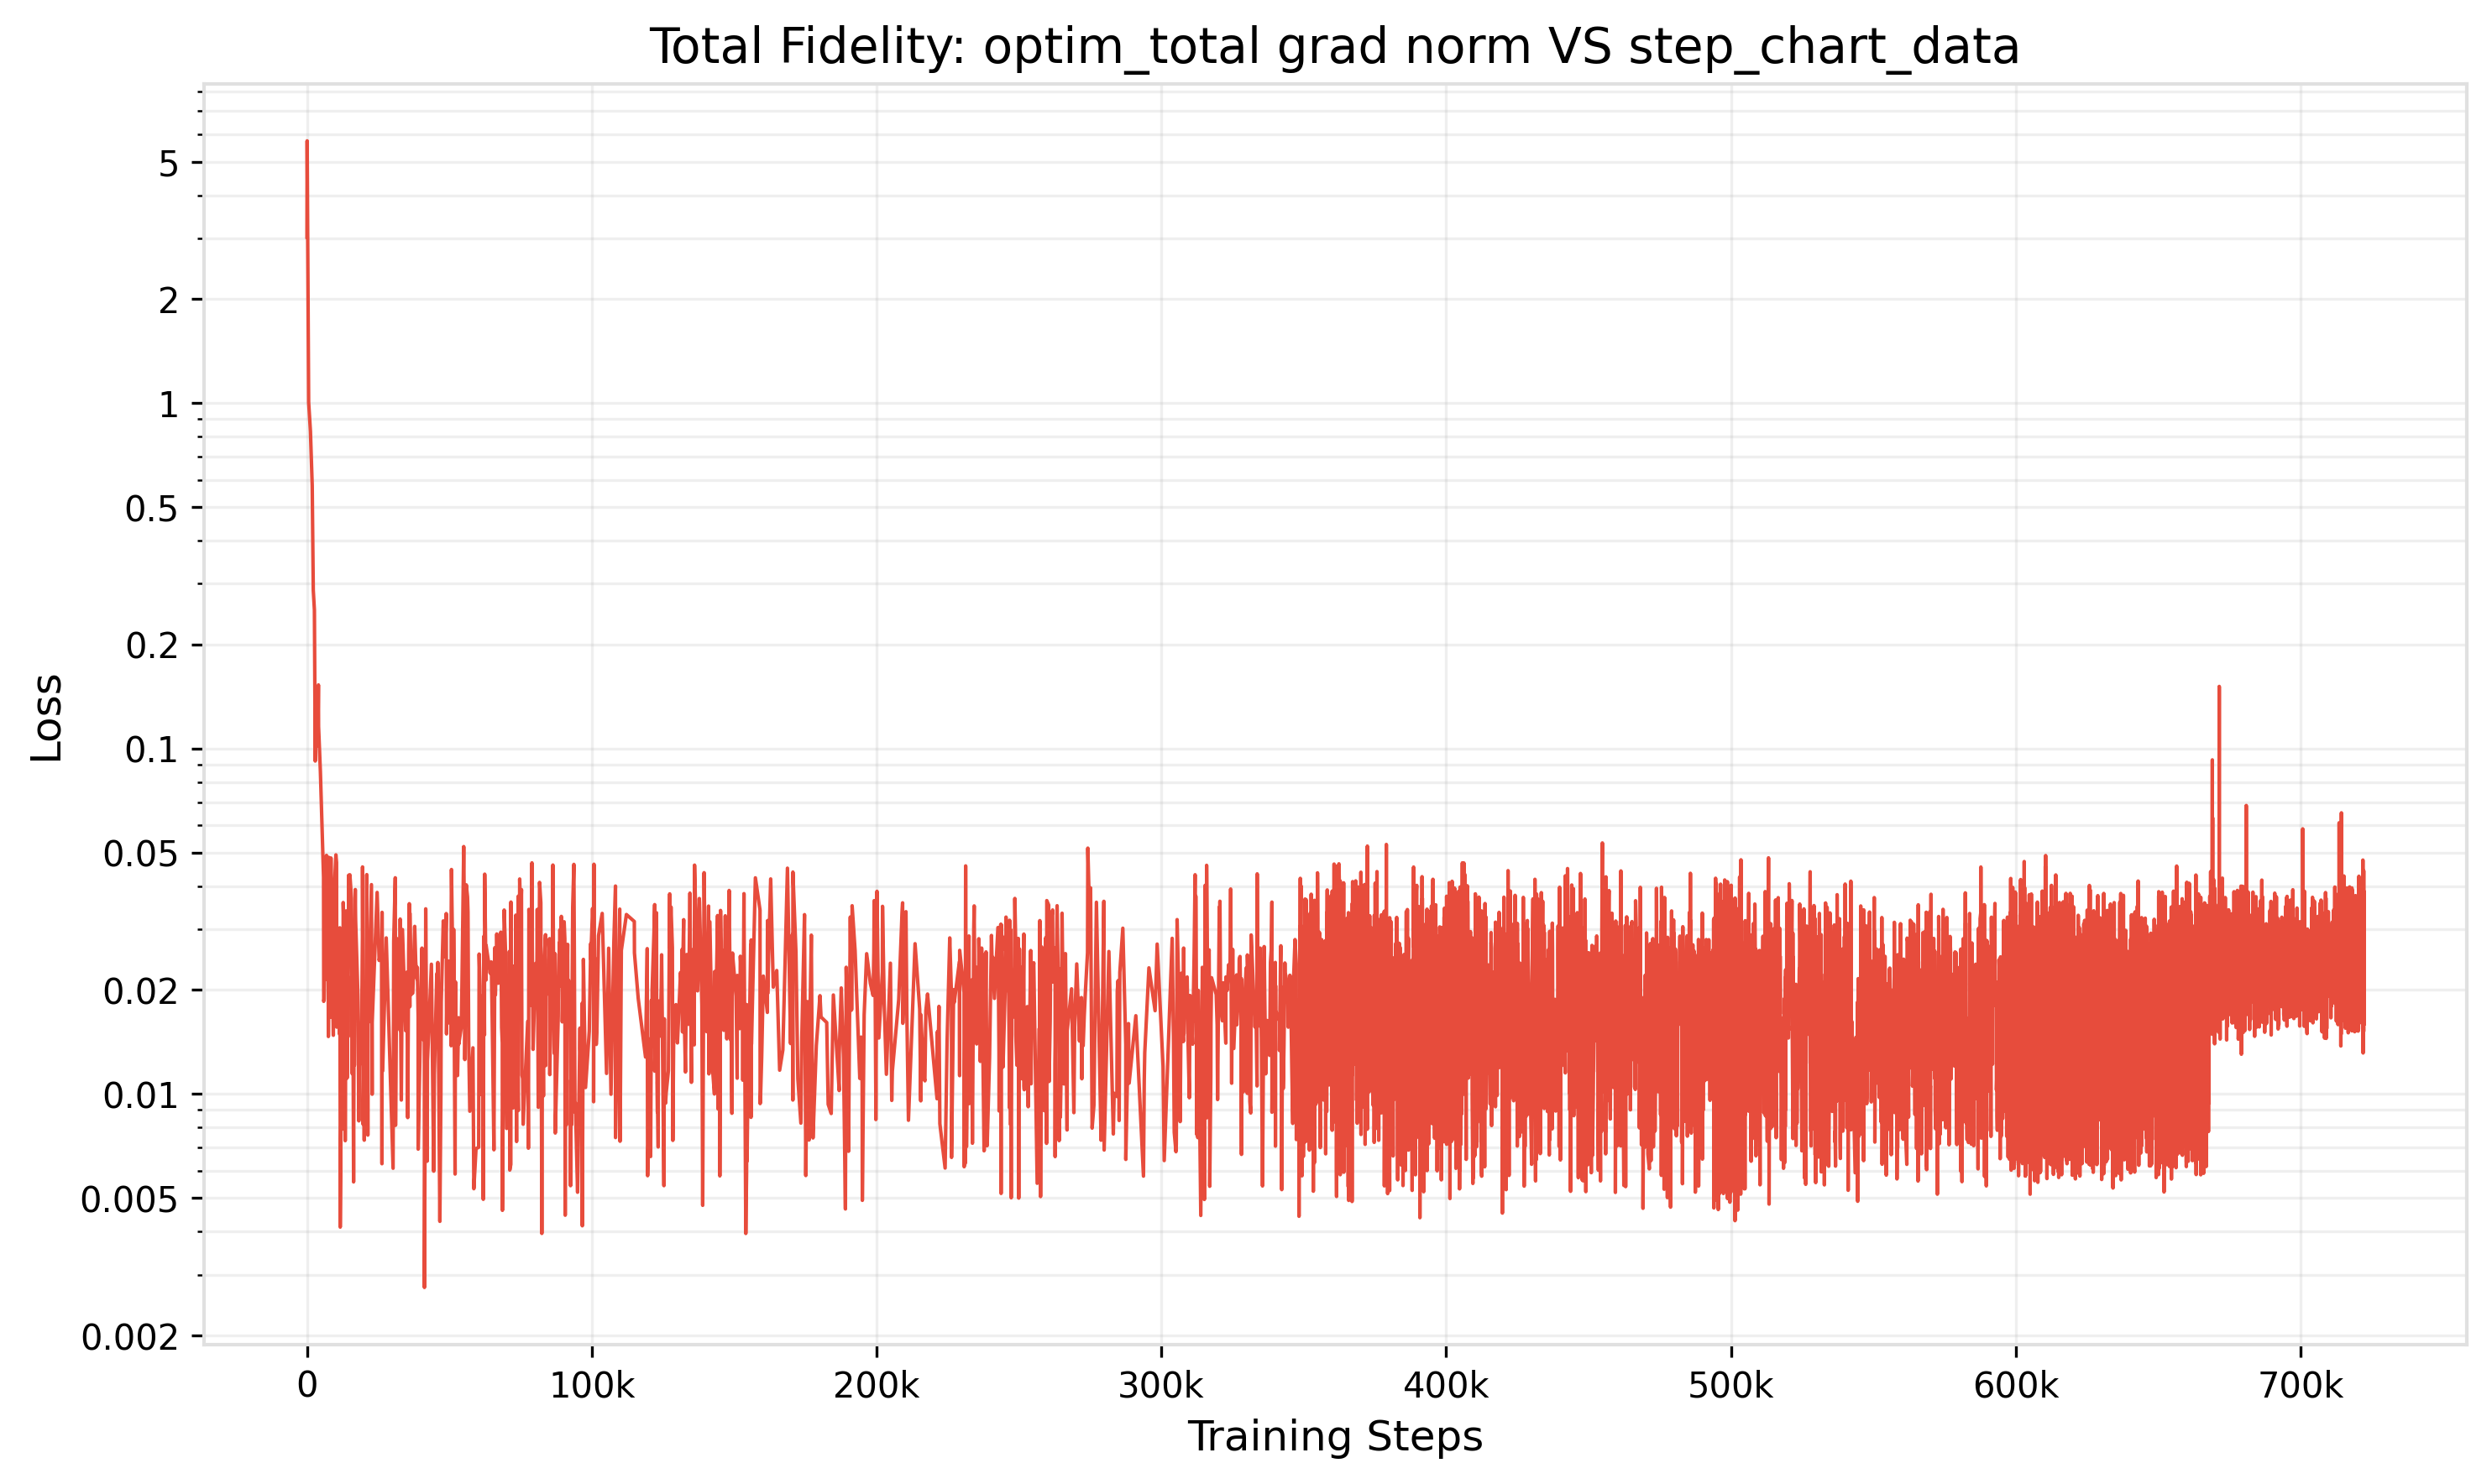 Total Fidelity: optim_total grad norm VS step_chart_data
5
2
1
0.5
0.2
0.1
0.05
0.02
0.01
0.005
0.002
Loss
0 100k 200k 300k 400k 500k 600k 700k
Training Steps